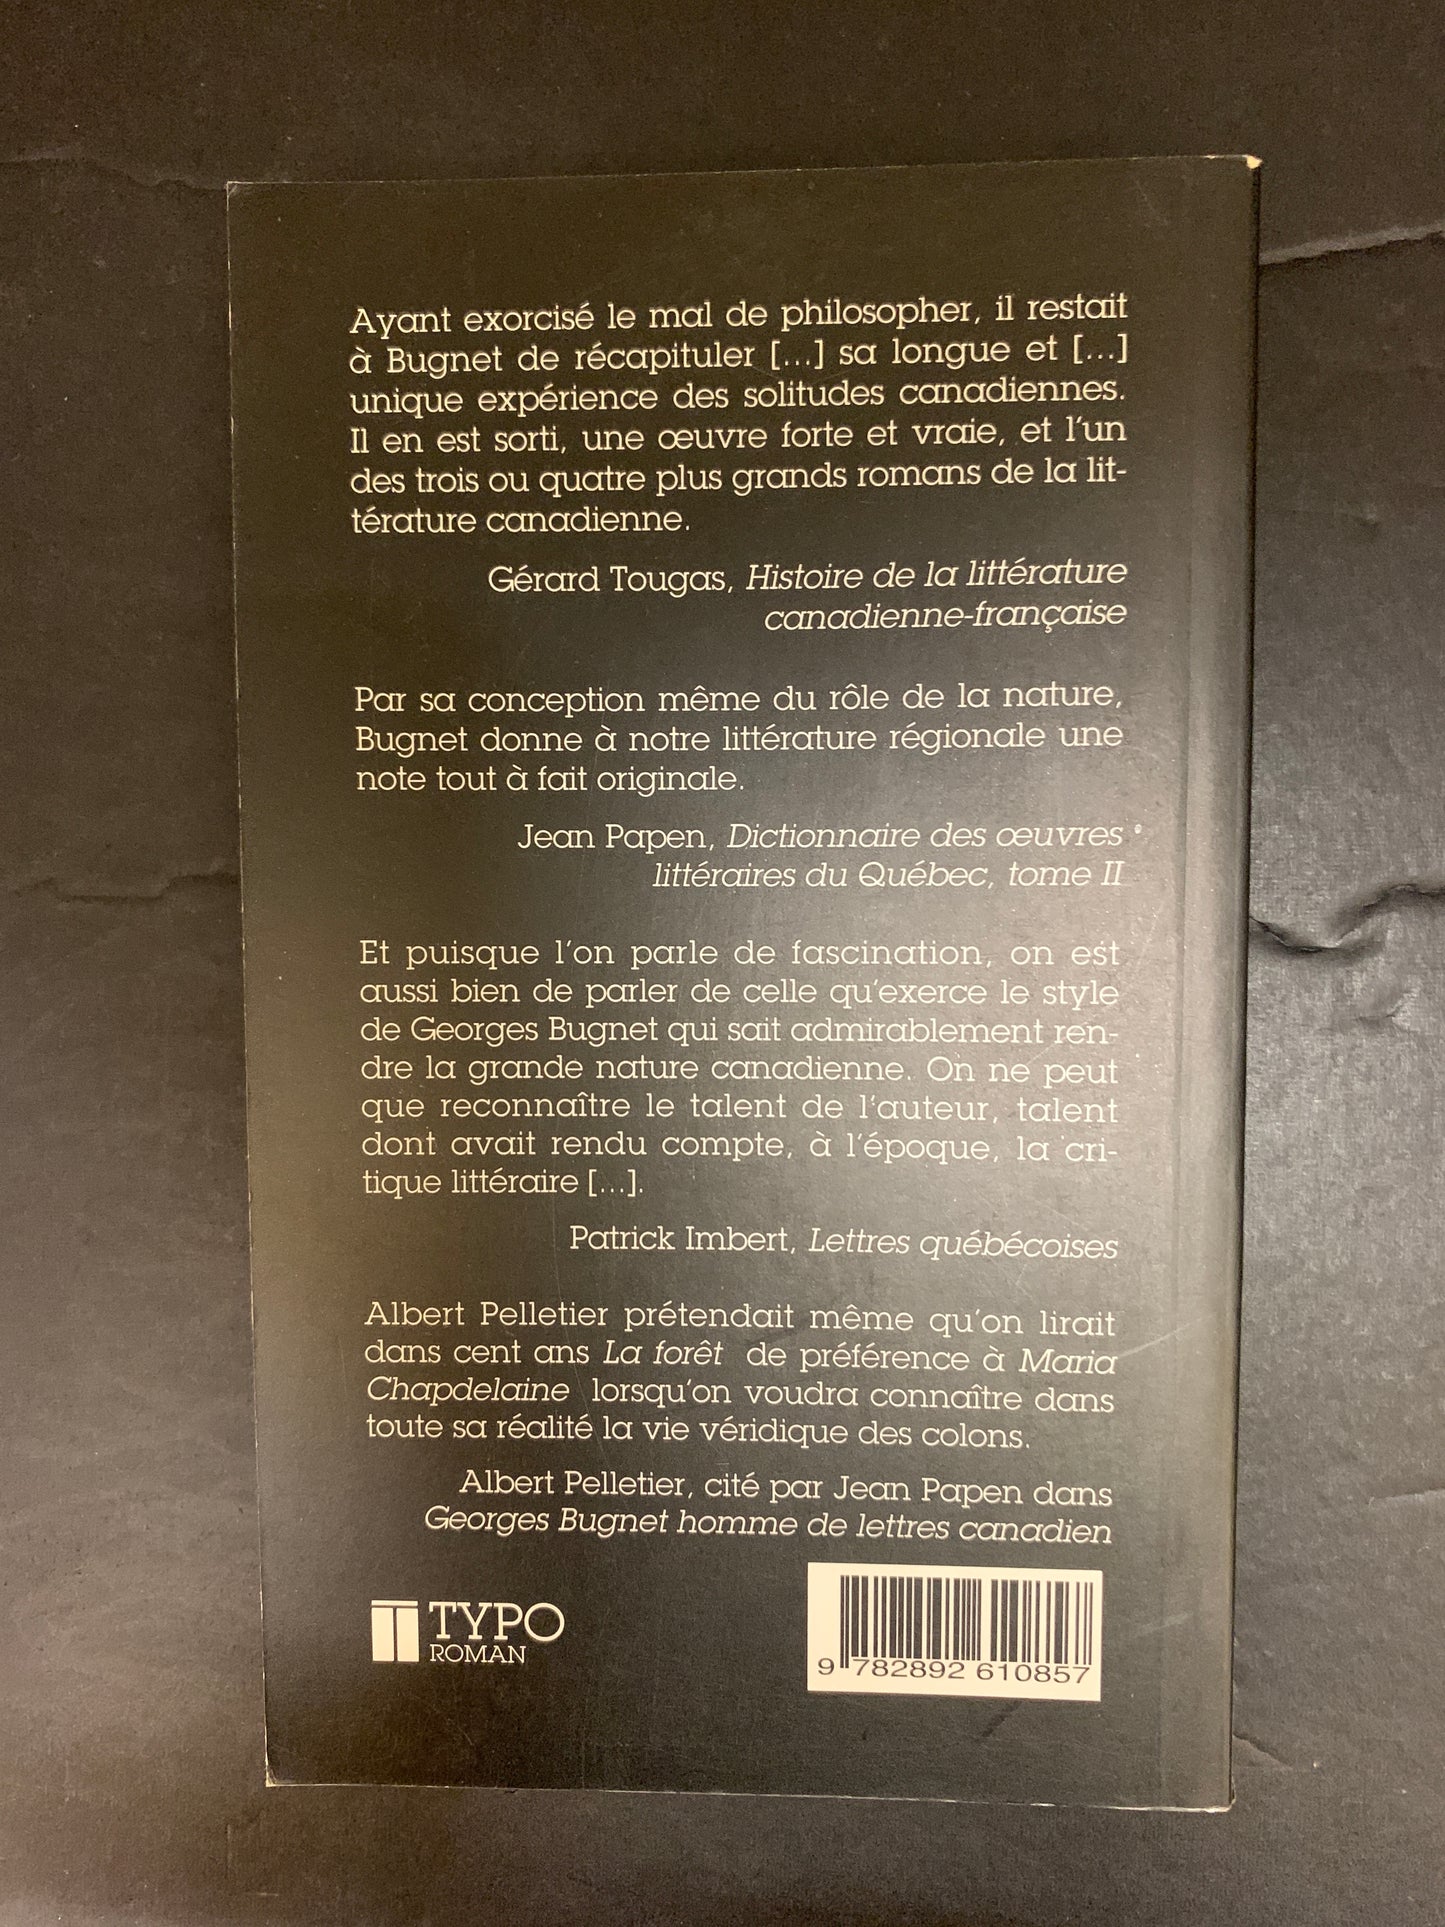 Ayant exorcisé le mal de philosopher, il restait
à Bugnet de récapituler [...] sa longue et [...]
unique expérience des solitudes canadiennes.
Il en est sorti, une œuvre forte et vraie, et l'un
des trois ou quatre plus grands romans de la lit-
térature canadienne.
Gérard Tougas, Histoire de la littérature
canadienne-française
Par sa conception même du rôle de la nature,
Bugnet donne à notre littérature régionale une
note tout à fait originale.
Jean Papen, Dictionnaire des œuvres
littéraires du Québec, tome II
Et puisque l'on parle de fascination, on est
aussi bien de parler de celle qu'exerce le style
de Georges Bugnet qui sait admirablement ren-
dre la grande nature canadienne. On ne peut
que reconnaître le talent de l'auteur, talent
dont avait rendu compte, à l'époque, la cri-
tique littéraire [...].
Patrick Imbert, Lettres québécoises
Albert Pelletier prétendait même qu'on lirait
dans cent ans La forêt de préférence à Maria
Chapdelaine lorsqu'on voudra connaître dans
toute sa réalité la vie véridique des colons.
Albert Pelletier, cité par Jean Papen dans
Georges Bugnet homme de lettres canadien
TYPO
ROMAN
9 782892 610857